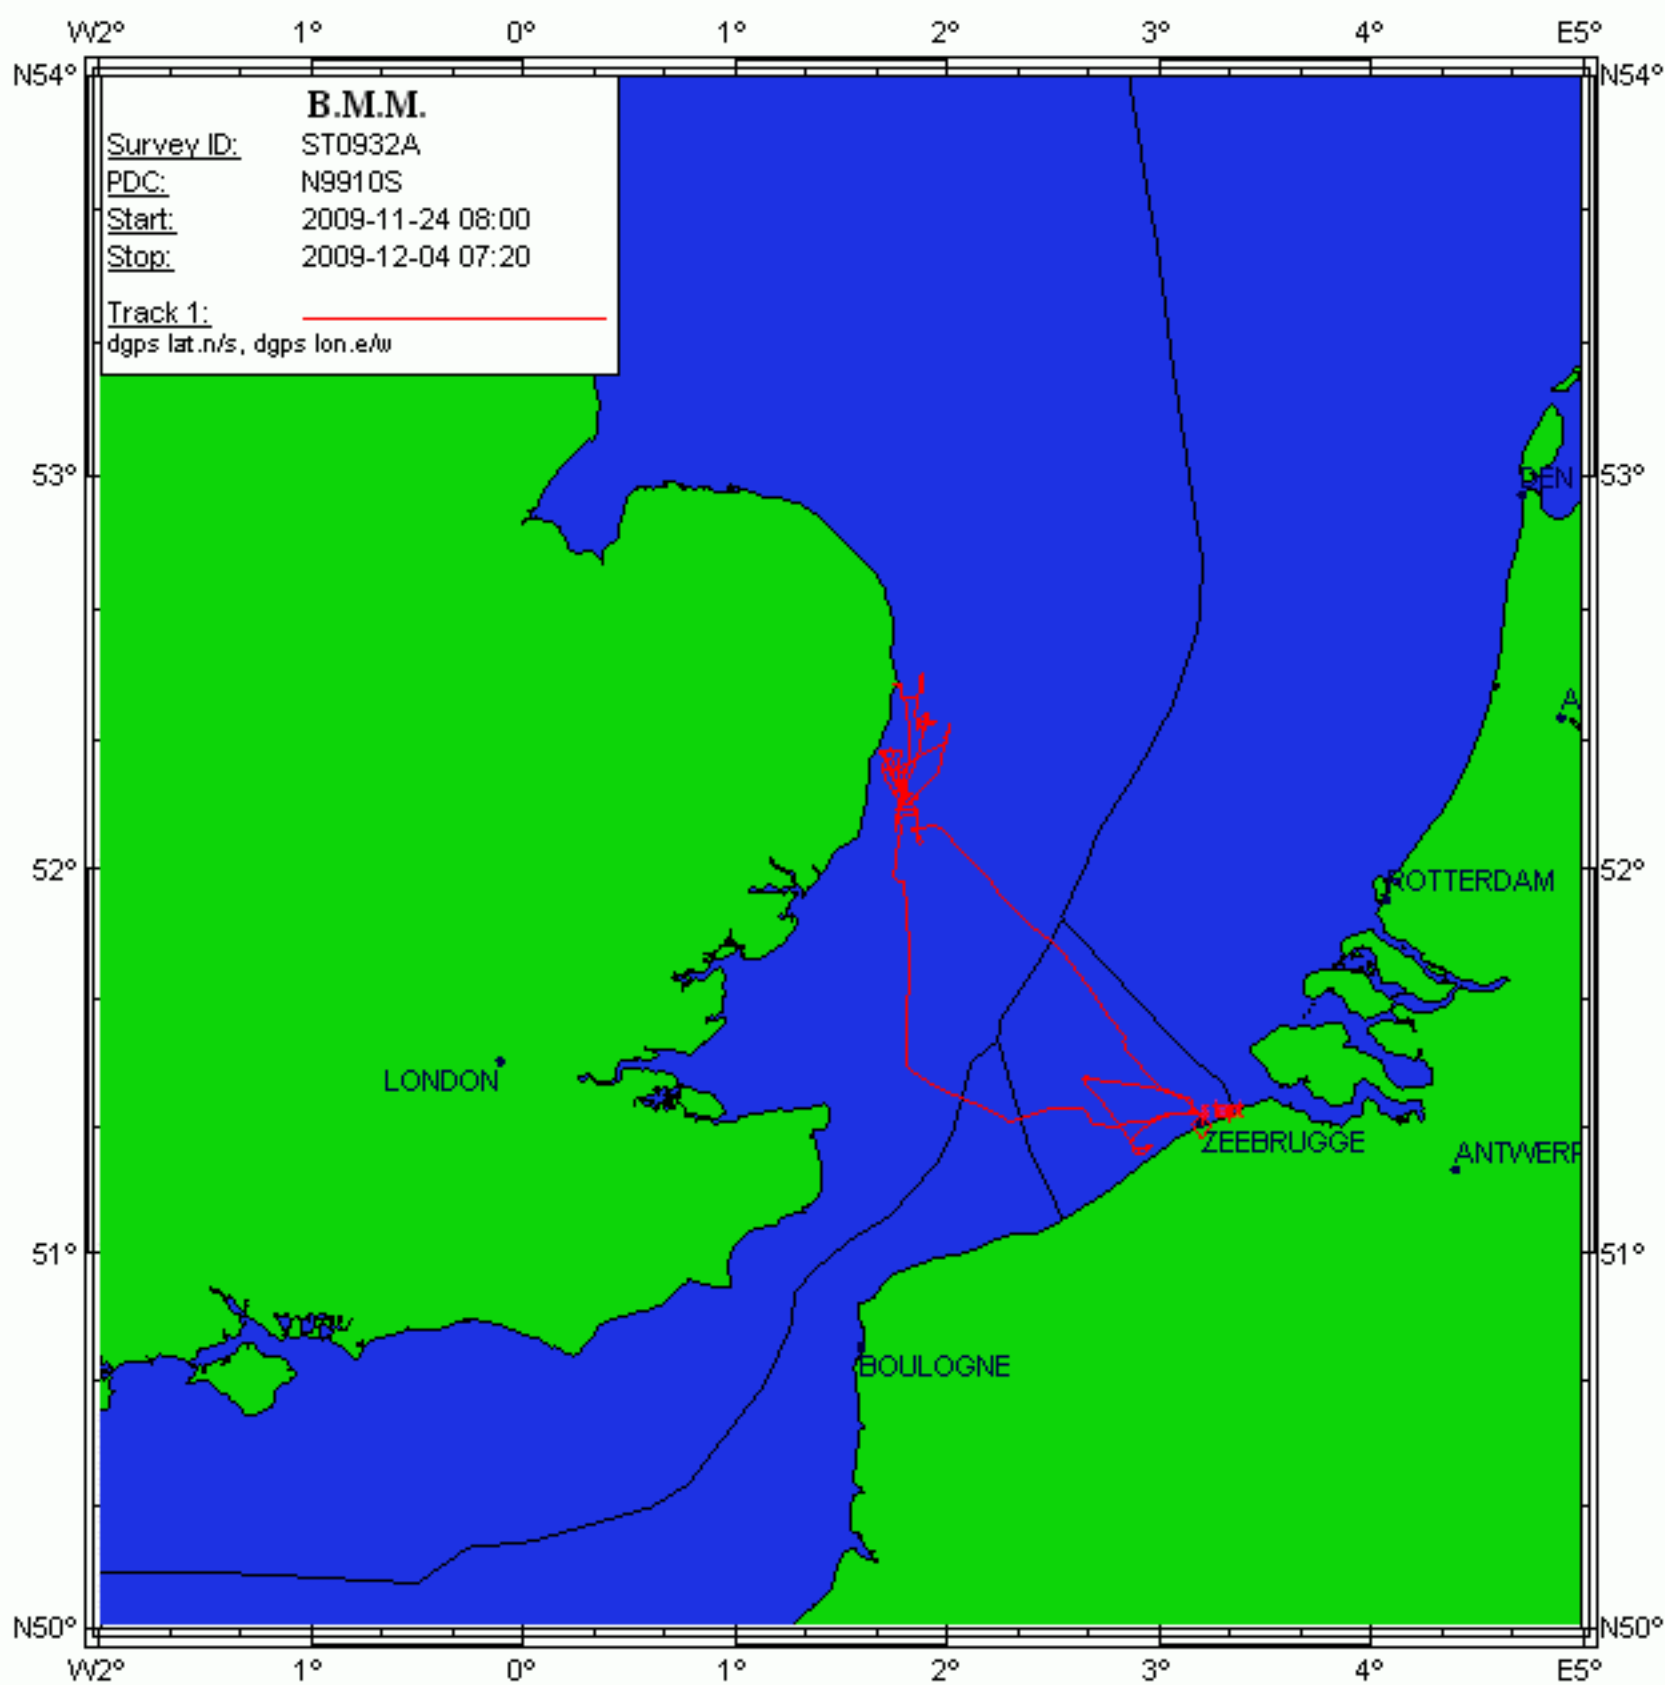 W2° 1° 0° 1° 2° 3° 4° E5°
N54° N54°
B.M.M.
Survey ID: ST0932A
PDC: N9910S
Start: 2009-11-24 08:00
Stop: 2009-12-04 07:20
Track 1:
dgps lat.n/s, dgps lon.e/w
53° 53°
DEN
A
52° 52°
ROTTERDAM
LONDON
ZEEBRUGGE
ANTWERP
51° 51°
BOULOGNE
N50° N50°
W2° 1° 0° 1° 2° 3° 4° E5°